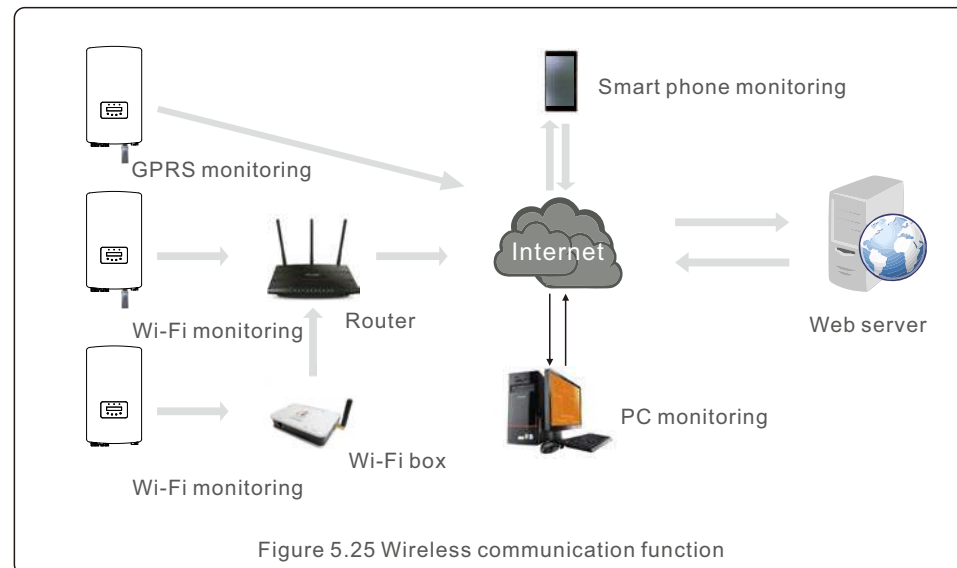 Smart phone monitoring
GPRS monitoring
Internet
Router
Wi-Fi monitoring
Web server
PC monitoring
Wi-Fi box
Wi-Fi monitoring
Figure 5.25 Wireless communication function